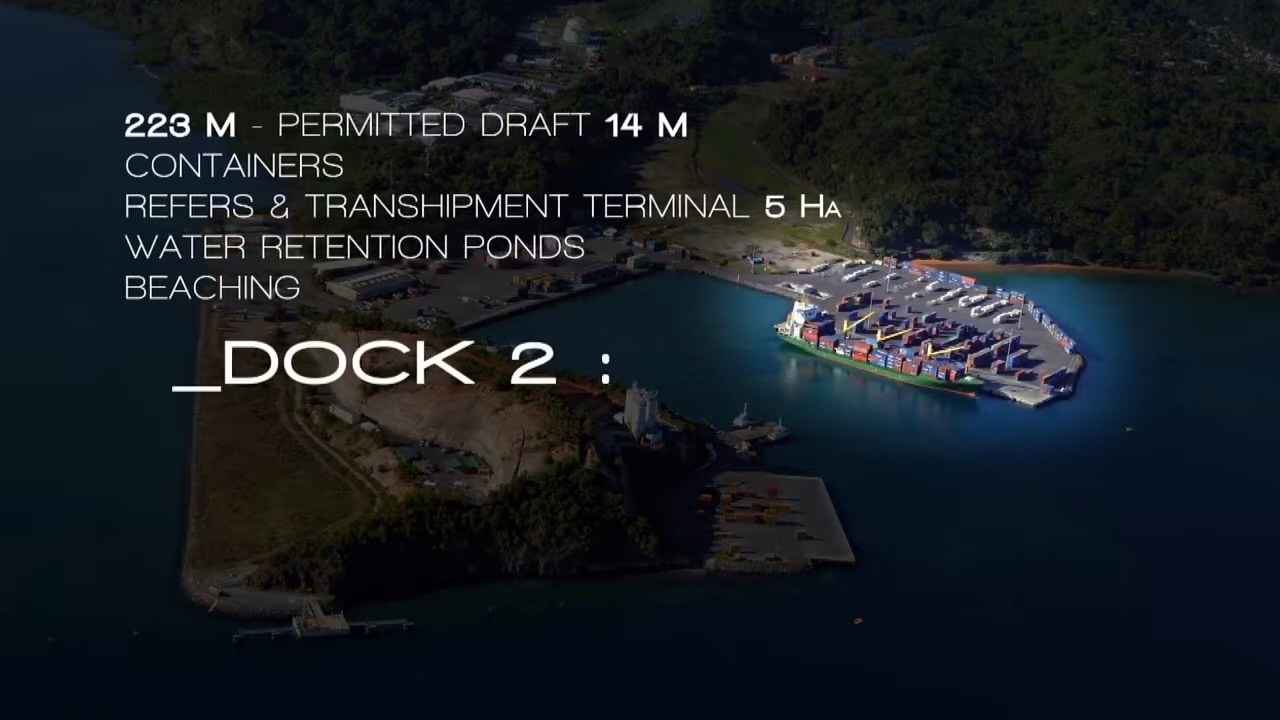 223 M - PERMITTED DRAFT 14 M
CONTAINERS
REFERS & TRANSHIPMENT TERMINAL 5 Ha
WATER RETENTION PONDS
BEACHING
_DOCK 2 :